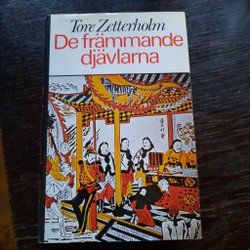 Tore Zetterholm
De främmande
djävlarna